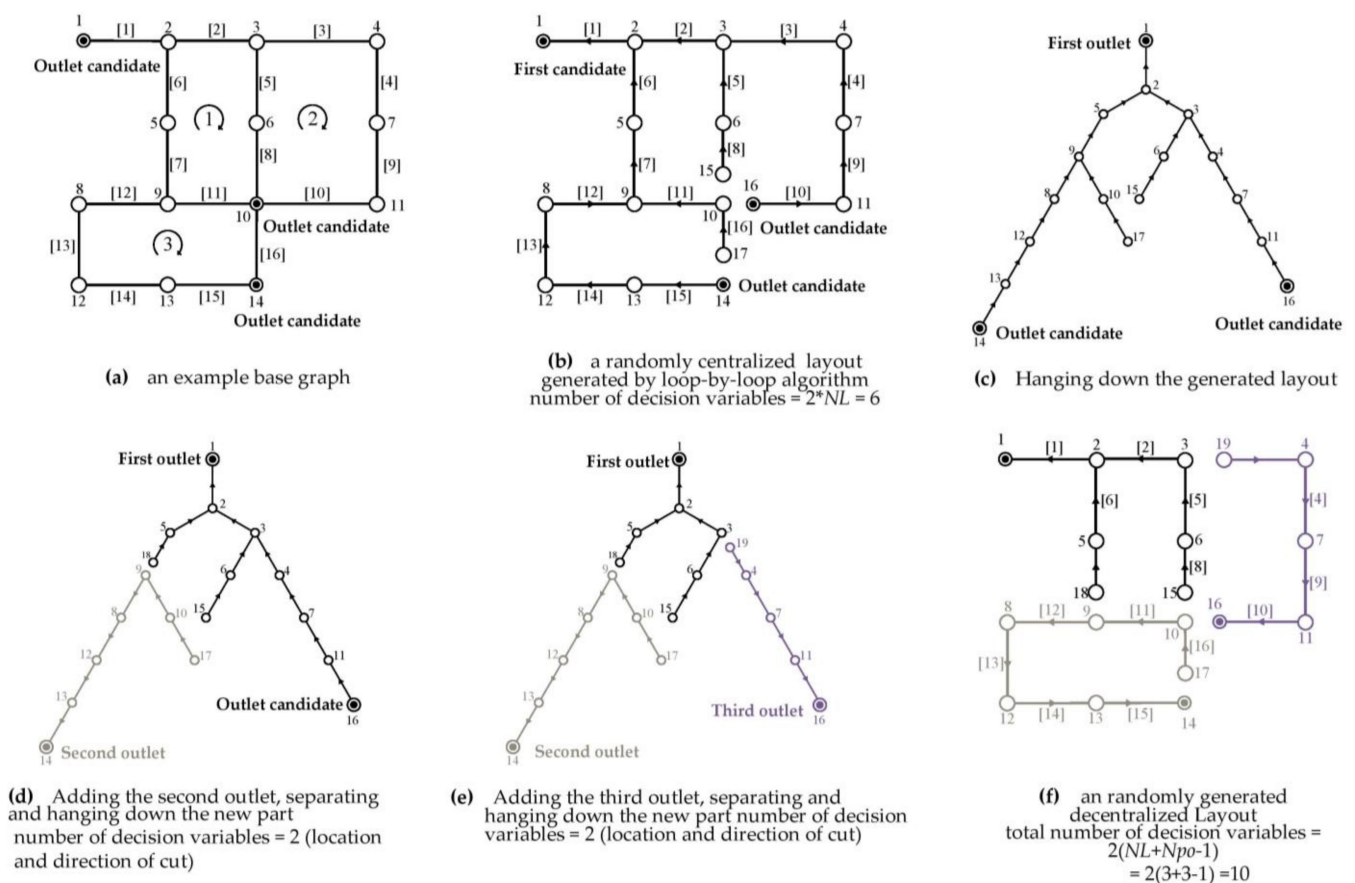 1 [1] 2 [2] 3 [3] 4
Outlet candidate
[6] [5] [4]
5 1 6 2 7
[7] [8] [9]
8 [12] 9 [11] 10 [10] 11
Outlet candidate
[13] 3 [16]
12 [14] 13 [15] 14
Outlet candidate
(a) an example base graph
1 [1] 2 [2] 3 [3] 4
First candidate
[6] [5] [4]
5 6 7
[8]
[7] 15 [9]
16
8 [12] 9 [11] 10 [10] 11
[16] Outlet candidate
[13] 17
12 [14] 13 [15] 14 Outlet candidate
(b) a randomly centralized layout
generated by loop-by-loop algorithm
number of decision variables = 2*NL = 6
1
First outlet
2
5 3
9 6 4
8 10 15 7
12 17 11
13
16
14 Outlet candidate
Outlet candidate
(c) Hanging down the generated layout
1
First outlet
2
5 3
18
9 6 4
8 10 15 7
12 17 11
13
Outlet candidate
16
14 Second outlet
(d) Adding the second outlet, separating
and hanging down the new part
number of decision variables = 2 (location
and direction of cut)
1
First outlet
2
5 3
18 19
9 6 4
8 10 15 7
12 17 11
13
Third outlet
16
14 Second outlet
(e) Adding the third outlet, separating and
hanging down the new part number of decision
variables = 2 (location and direction of cut)
1 [1] 2 [2] 3 19 4
[6] [5] [4]
5 6 7
[8] [9]
18 15
8 [12] 9 [11] 10 16 [10] 11
[16]
[13] 17
12 [14] 13 [15] 14
(f) an randomly generated
decentralized Layout
total number of decision variables =
2(NL+Npo-1)
= 2(3+3-1) =10